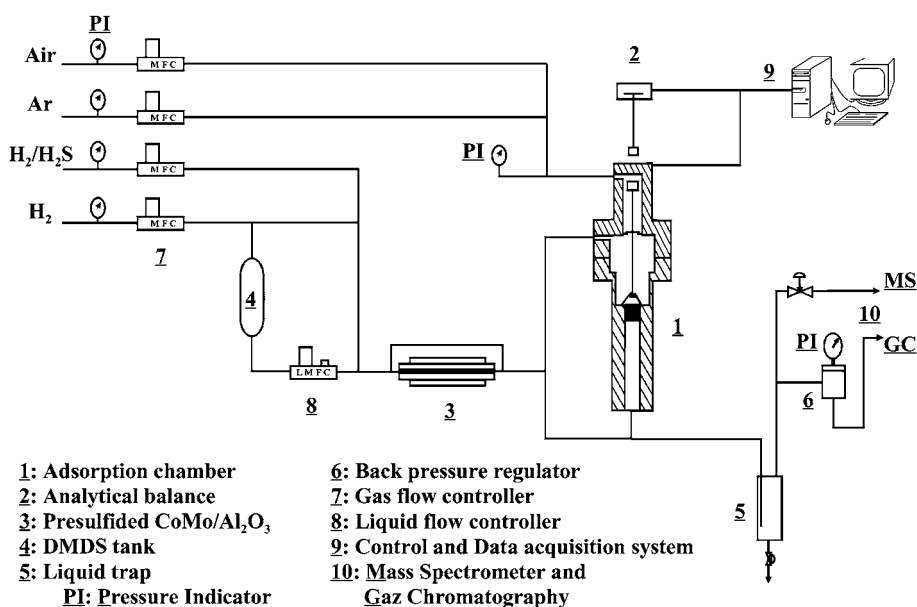 PI
Air
MFC
2
9
Ar
MFC
H₂/H₂S
MFC
PI
H₂
MFC
7
4
MS
1
10
PI
GC
LMFC
8
3
6
5
1: Adsorption chamber
2: Analytical balance
3: Presulfided CoMo/Al₂O₃
4: DMDS tank
5: Liquid trap
PI: Pressure Indicator
6: Back pressure regulator
7: Gas flow controller
8: Liquid flow controller
9: Control and Data acquisition system
10: Mass Spectrometer and
Gaz Chromatography